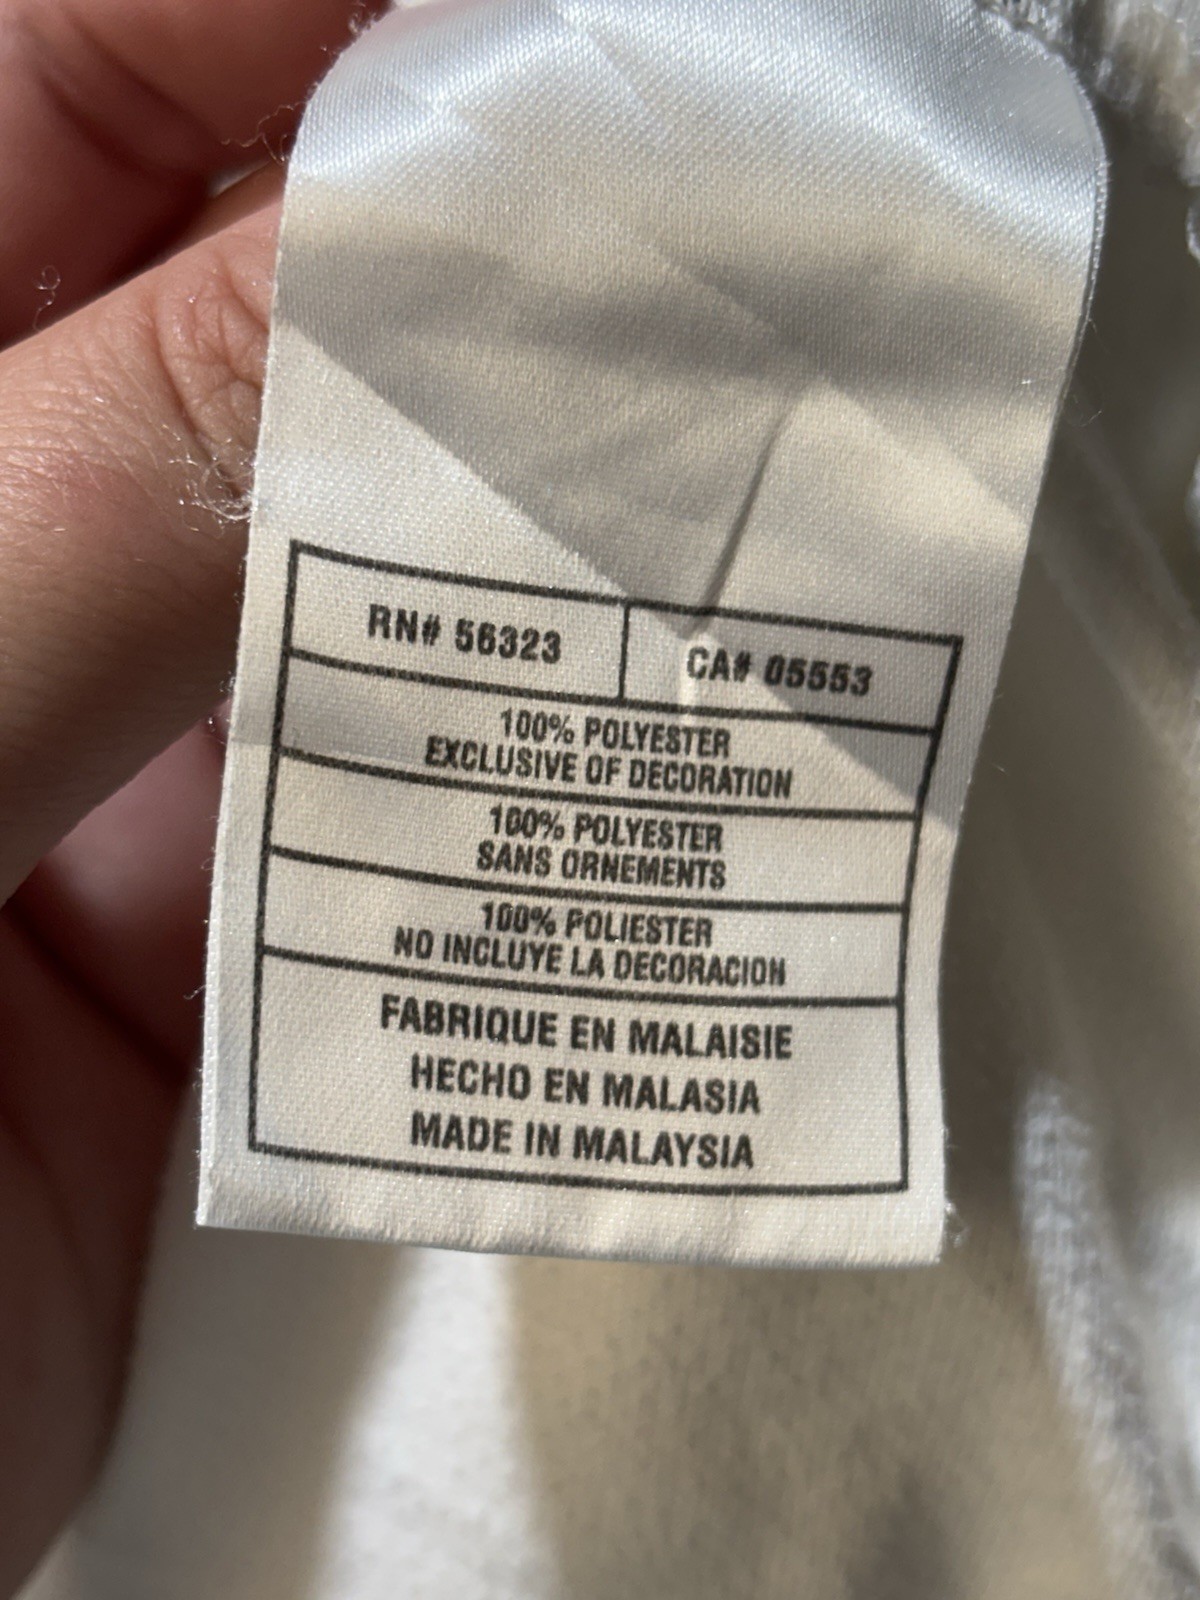 RN# 56323
CA# 05553
100% POLYESTER
EXCLUSIVE OF DECORATION
100% POLYESTER
SANS ORNEMENTS
100% POLIESTER
NO INCLUYE LA DECORACION
FABRIQUE EN MALAISIE
HECHO EN MALASIA
MADE IN MALAYSIA